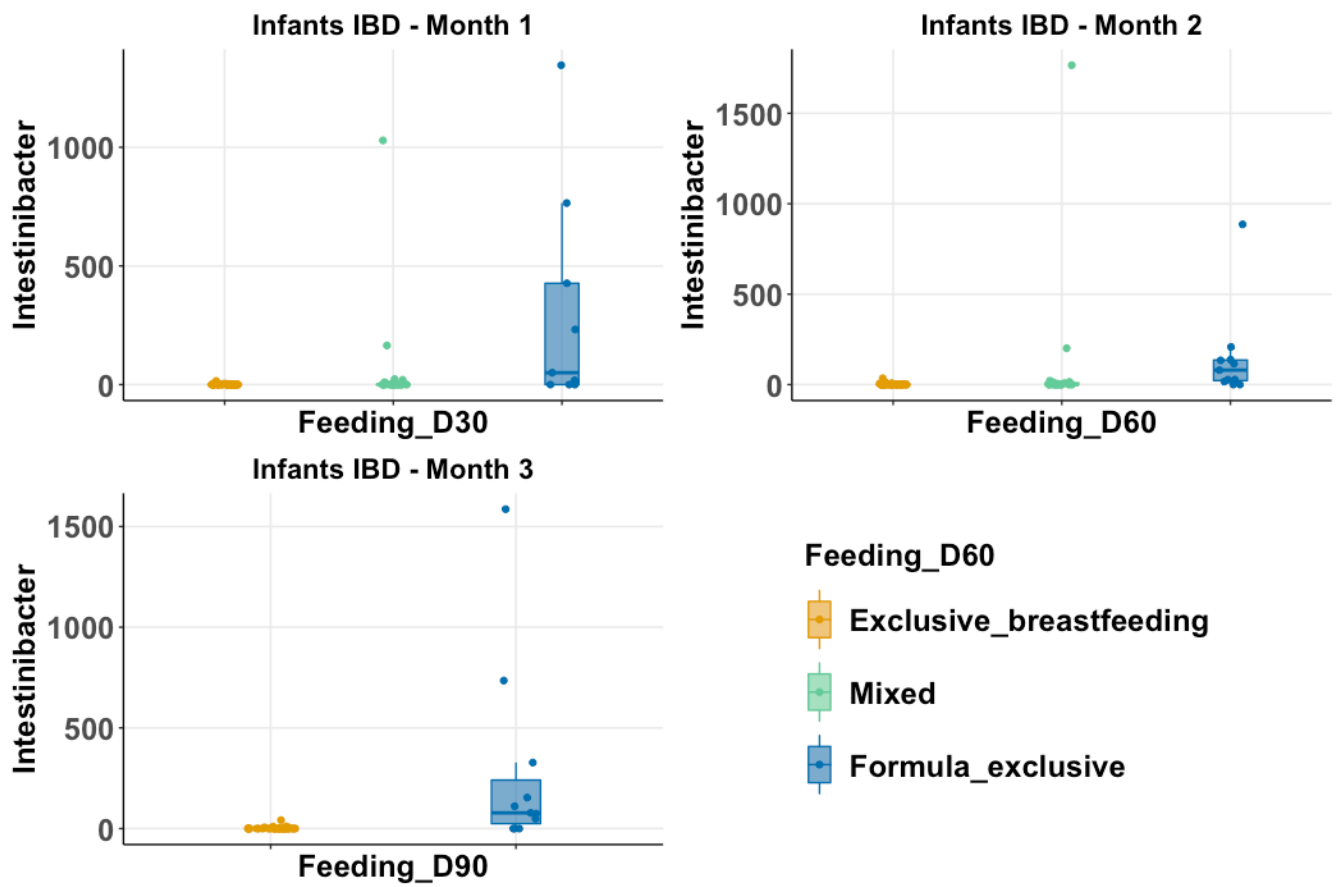 Infants IBD - Month 1
Intestinibacter
1000
500
0
Feeding_D30
Infants IBD - Month 2
Intestinibacter
1500
1000
500
0
Feeding_D60
Infants IBD - Month 3
Intestinibacter
1500
1000
500
0
Feeding_D90
Feeding_D60
Exclusive_breastfeeding
Mixed
Formula_exclusive